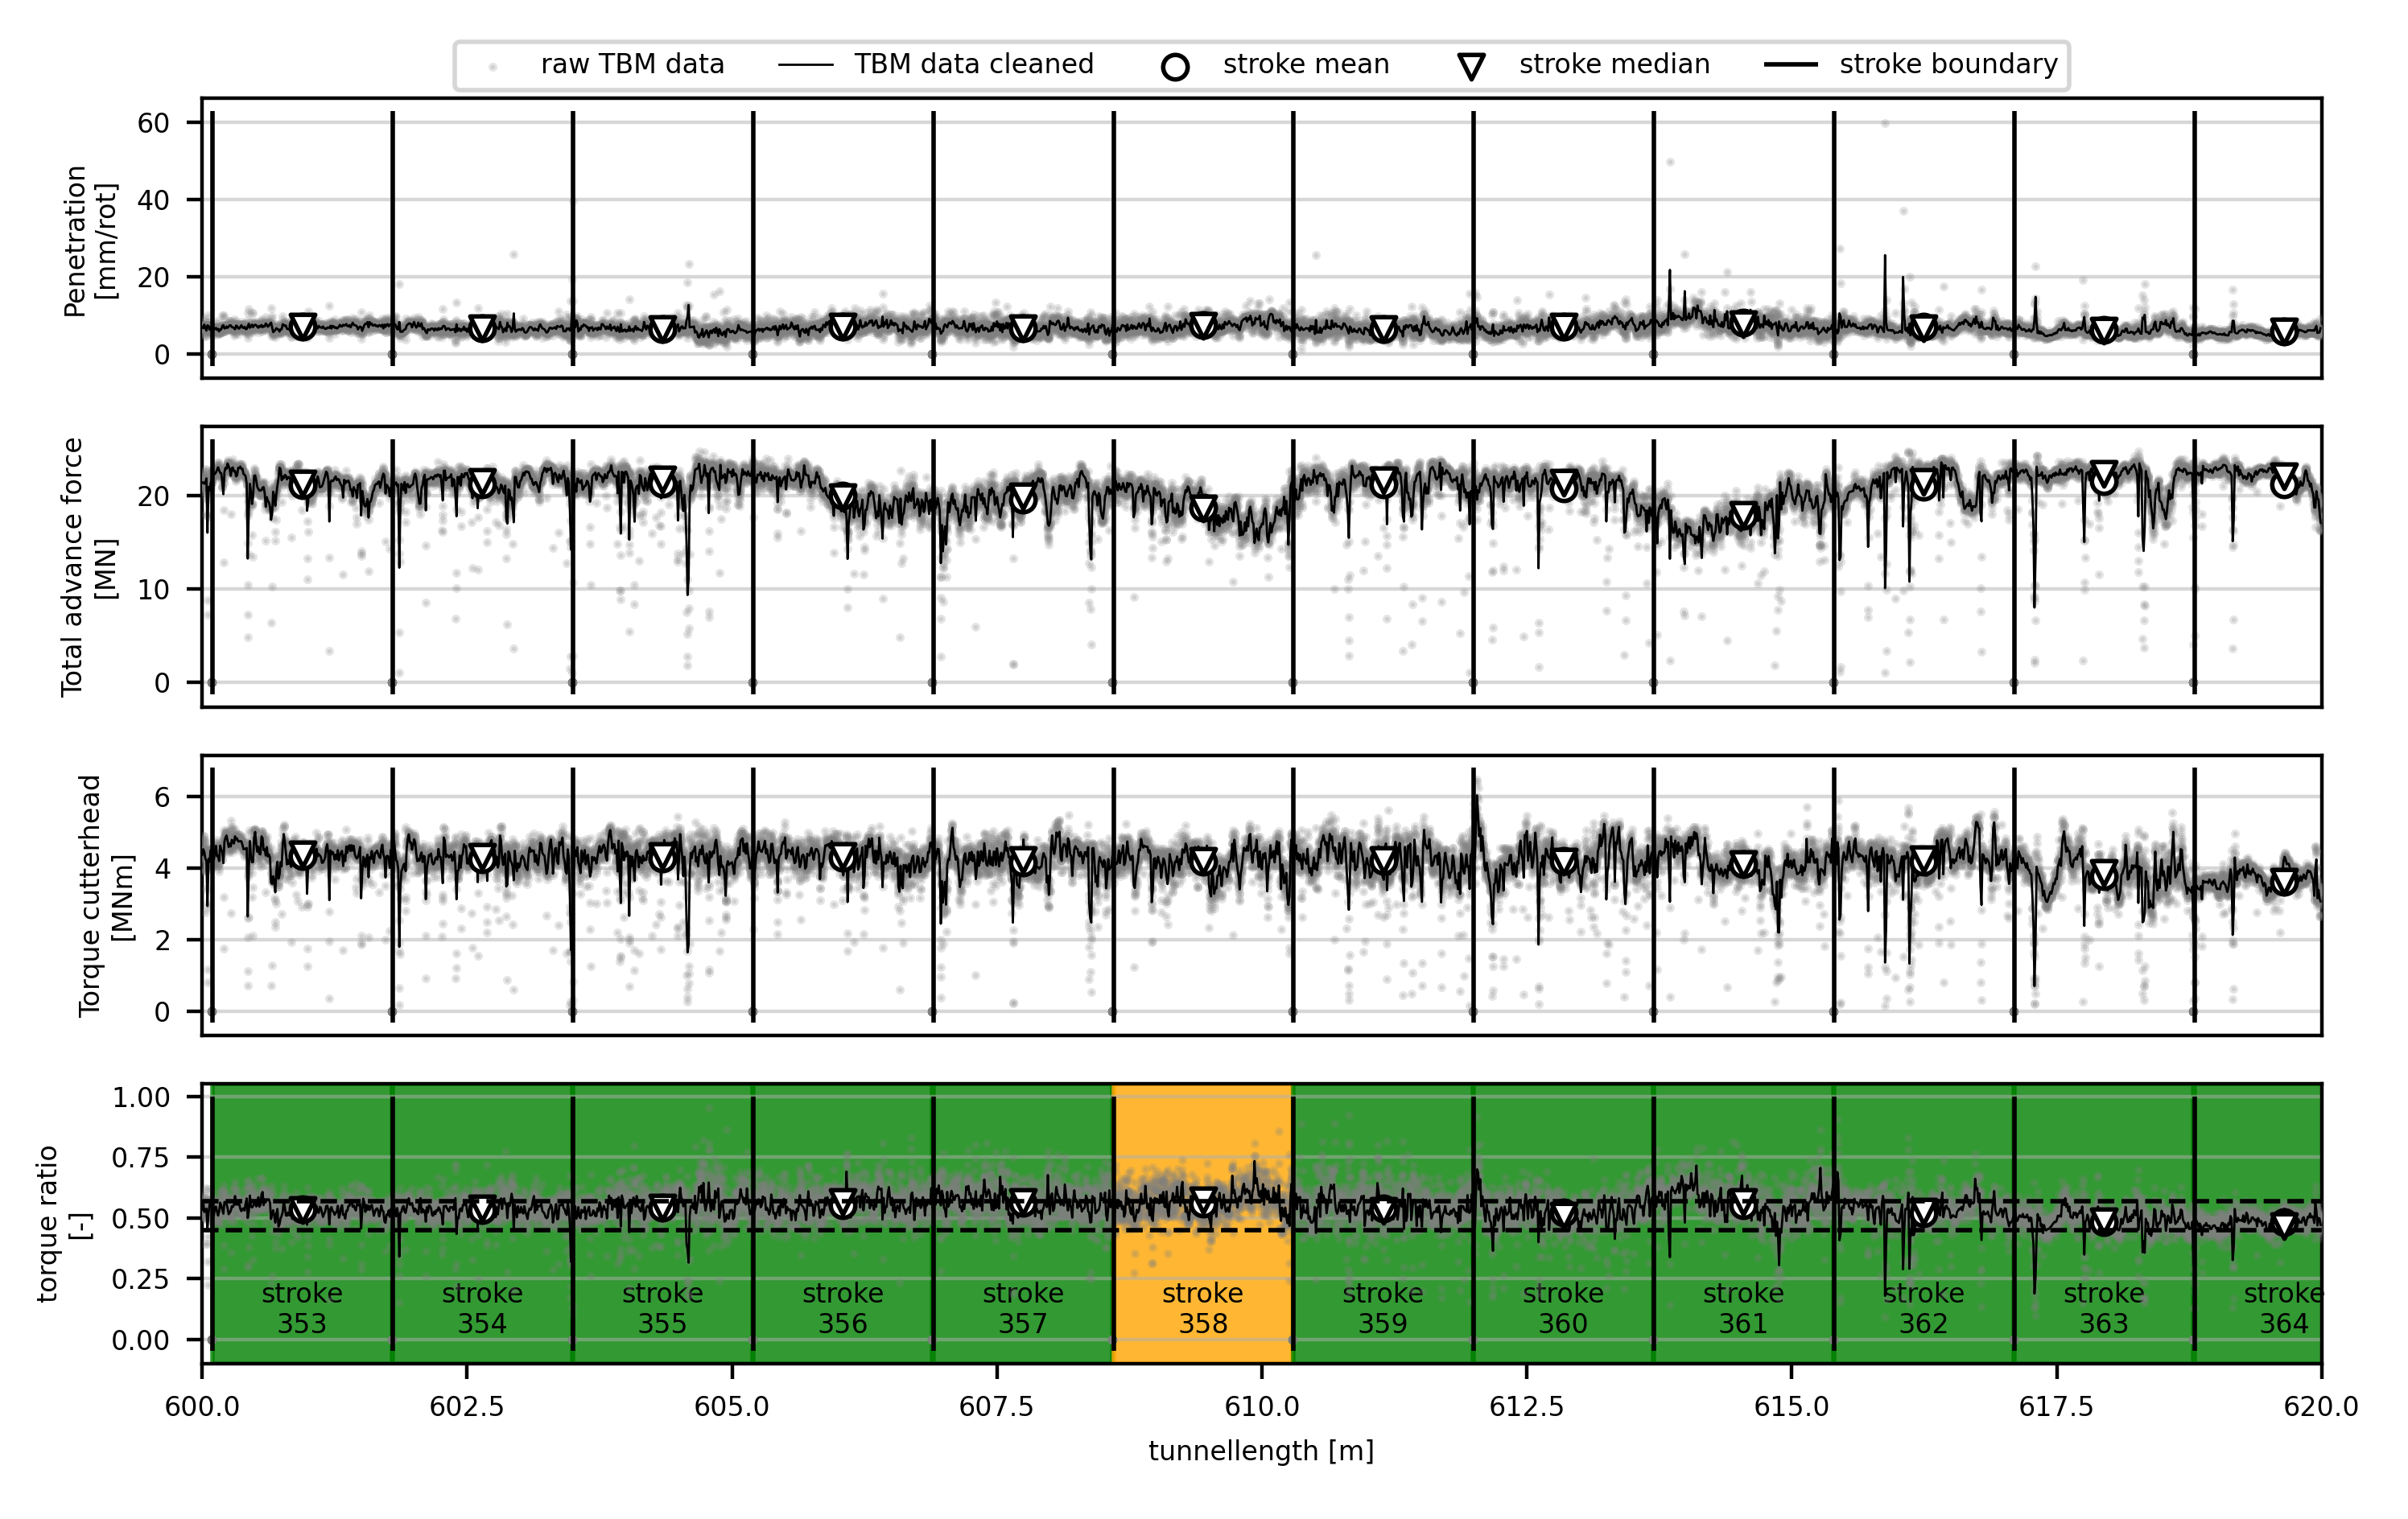 raw TBM data TBM data cleaned stroke mean stroke median stroke boundary
Penetration
[mm/rot]
60
40
20
0
Total advance force
[MN]
20
10
0
Torque cutterhead
[MNm]
6
4
2
0
torque ratio
[-]
1.00
0.75
0.50
0.25
0.00
stroke
353
stroke
354
stroke
355
stroke
356
stroke
357
stroke
358
stroke
359
stroke
360
stroke
361
stroke
362
stroke
363
stroke
364
600.0 602.5 605.0 607.5 610.0 612.5 615.0 617.5 620.0
tunnellength [m]